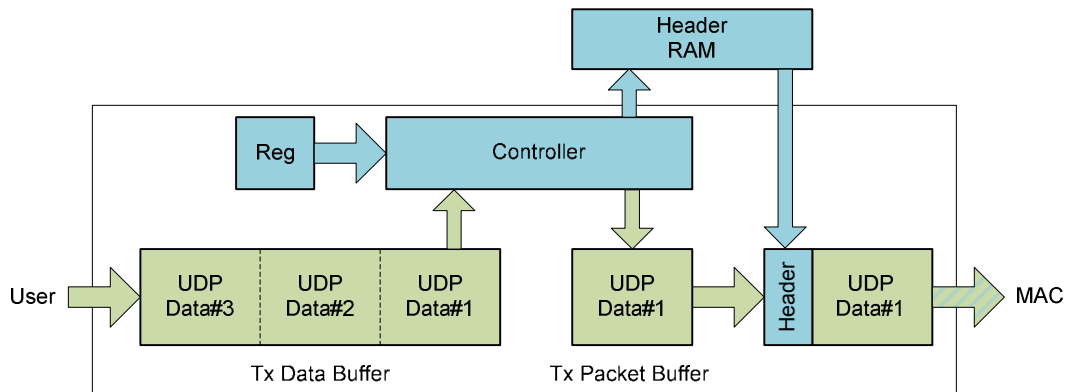 Header
RAM
Reg
Controller
User
UDP
Data#3
UDP
Data#2
UDP
Data#1
UDP
Data#1
Header
UDP
Data#1
MAC
Tx Data Buffer
Tx Packet Buffer